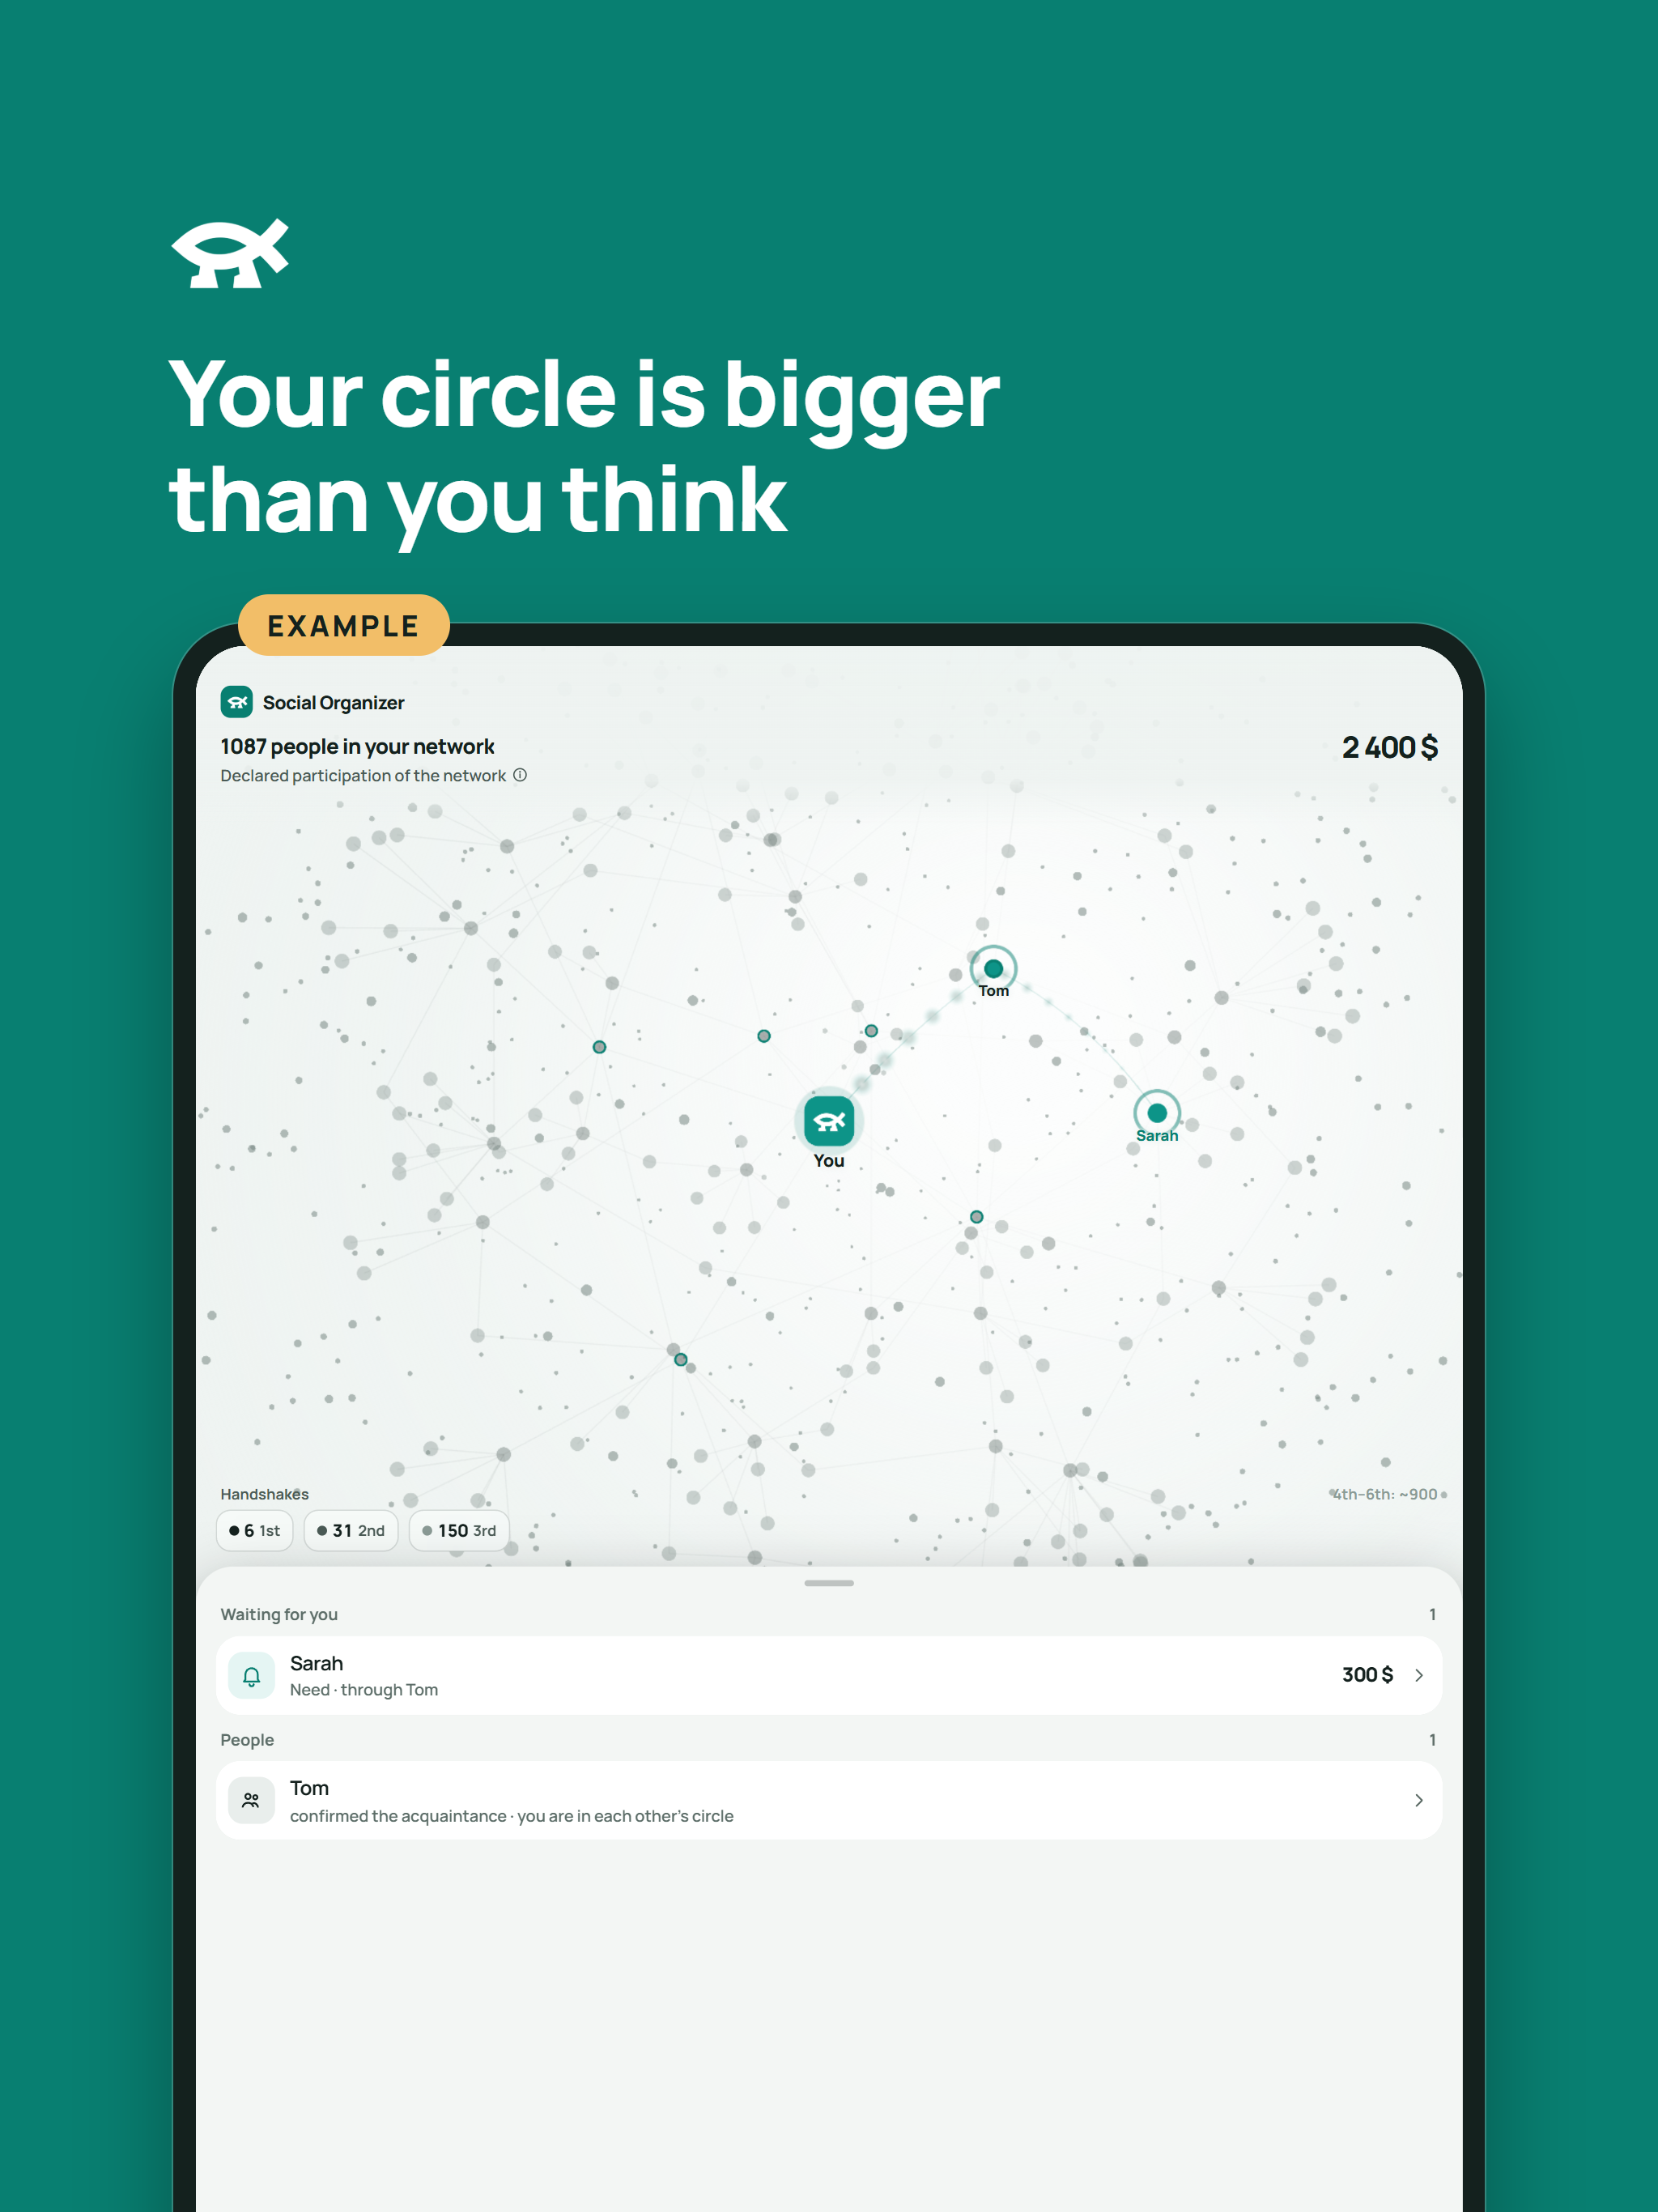 Your circle is bigger
than you think
EXAMPLE
Social Organizer
1087 people in your network
2 400 $
Declared participation of the network
Tom
Sarah
You
Handshakes
4th–6th: ~900
6 1st
31 2nd
150 3rd
Waiting for you
1
Sarah
Need · through Tom
300 $
People
1
Tom
confirmed the acquaintance · you are in each other's circle